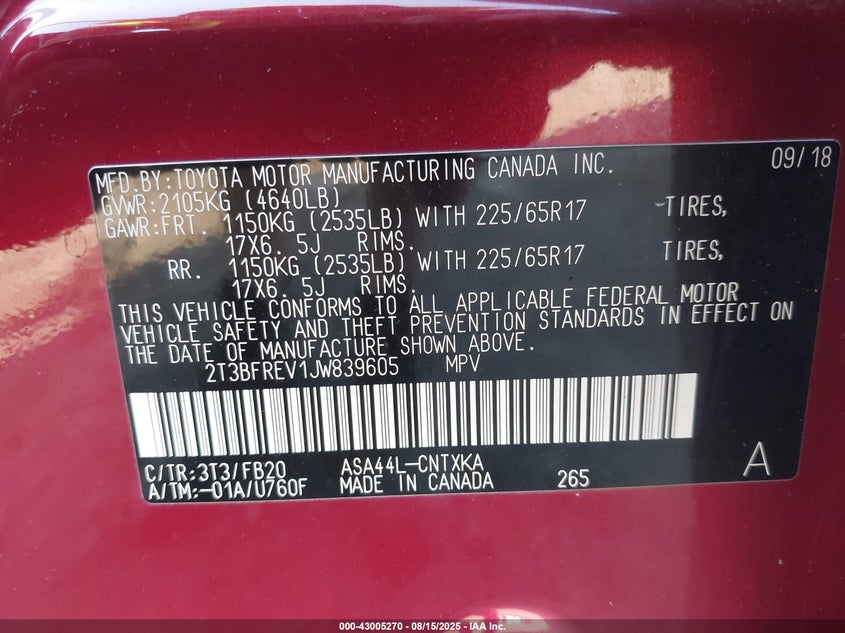 MFD.BY:TOYOTA MOTOR MANUFACTURING CANADA INC. 09/18
GVWR:2105KG (4640LB)
GAWR:FRT. 1150KG (2535LB) WITH 225/65R17 TIRES,
17X6. 5J RIMS.
RR. 1150KG (2535LB) WITH 225/65R17 TIRES,
17X6. 5J RIMS.
THIS VEHICLE CONFORMS TO ALL APPLICABLE FEDERAL MOTOR
VEHICLE SAFETY AND THEFT PREVENTION STANDARDS IN EFFECT ON
THE DATE OF MANUFACTURE SHOWN ABOVE.
2T3BFREV1JW839605 MPV
C/TR:3T3/FB20 ASA44L-CNTXKA A
A/TM:-01A/U760F MADE IN CANADA 265
000-43005270 - 08/15/2025 - IAA Inc.